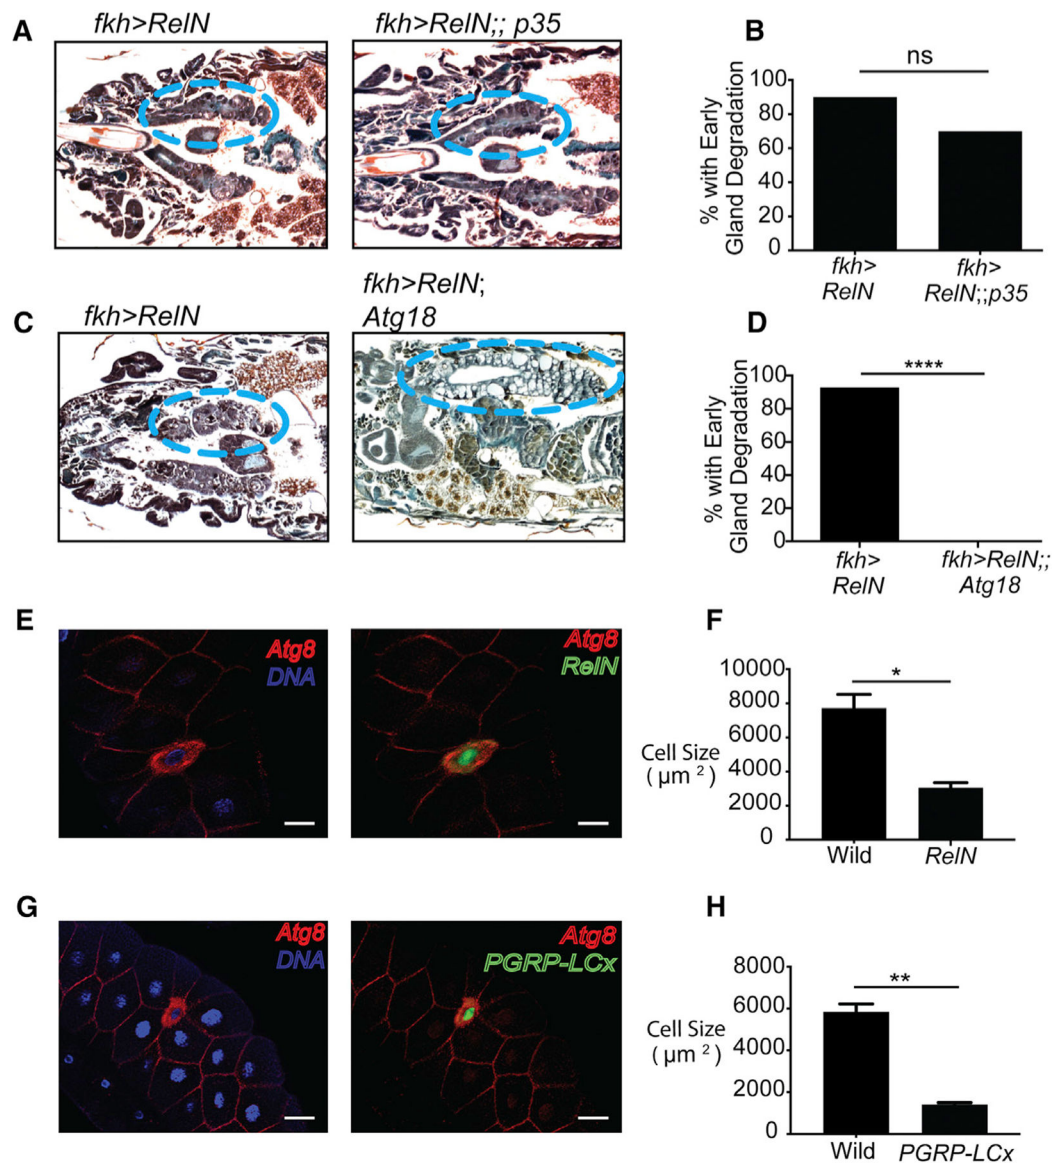 A
fkh>RelN
fkh>RelN;; p35
B
ns
100
80
60
40
20
0
% with Early
Gland Degradation
fkh>
RelN
fkh>
RelN;;p35
C
fkh>RelN
fkh>RelN;
Atg18
D
****
100
80
60
40
20
0
% with Early
Gland Degradation
fkh>
RelN
fkh>RelN;;
Atg18
E
Atg8
DNA
Atg8
RelN
F
*
10000
8000
6000
4000
2000
0
Cell Size
( µm 2 )
Wild
RelN
G
Atg8
DNA
Atg8
PGRP-LCx
H
**
8000
6000
4000
2000
0
Cell Size
( µm 2 )
Wild
PGRP-LCx